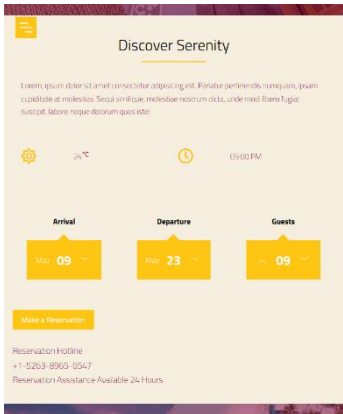 Discover Serenity
Lorem, ipsum dolor sit amet consectetur adipisicing elit. Pariatur perferendis numquam, ipsam
cupiditate at molestias. Sequi similique, molestiae nostrum dicta, unde modi libero fugiat
suscipit, labore neque dolorum quos iste!
24°C
05:00 PM
Arrival
Departure
Guests
May 09
May 23
09
Make a Reservation
Reservation Hotline
+1-5263-8965-6547
Reservation Assistance Available 24 Hours